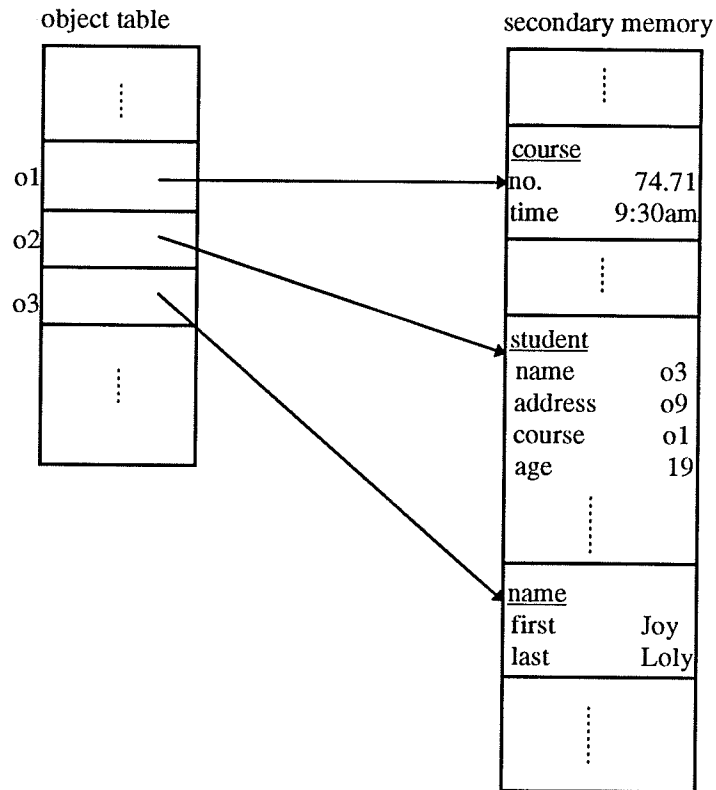 object table
secondary memory
o1
o2
o3
course
no. 74.71
time 9:30am
student
name o3
address o9
course o1
age 19
name
first Joy
last Loly